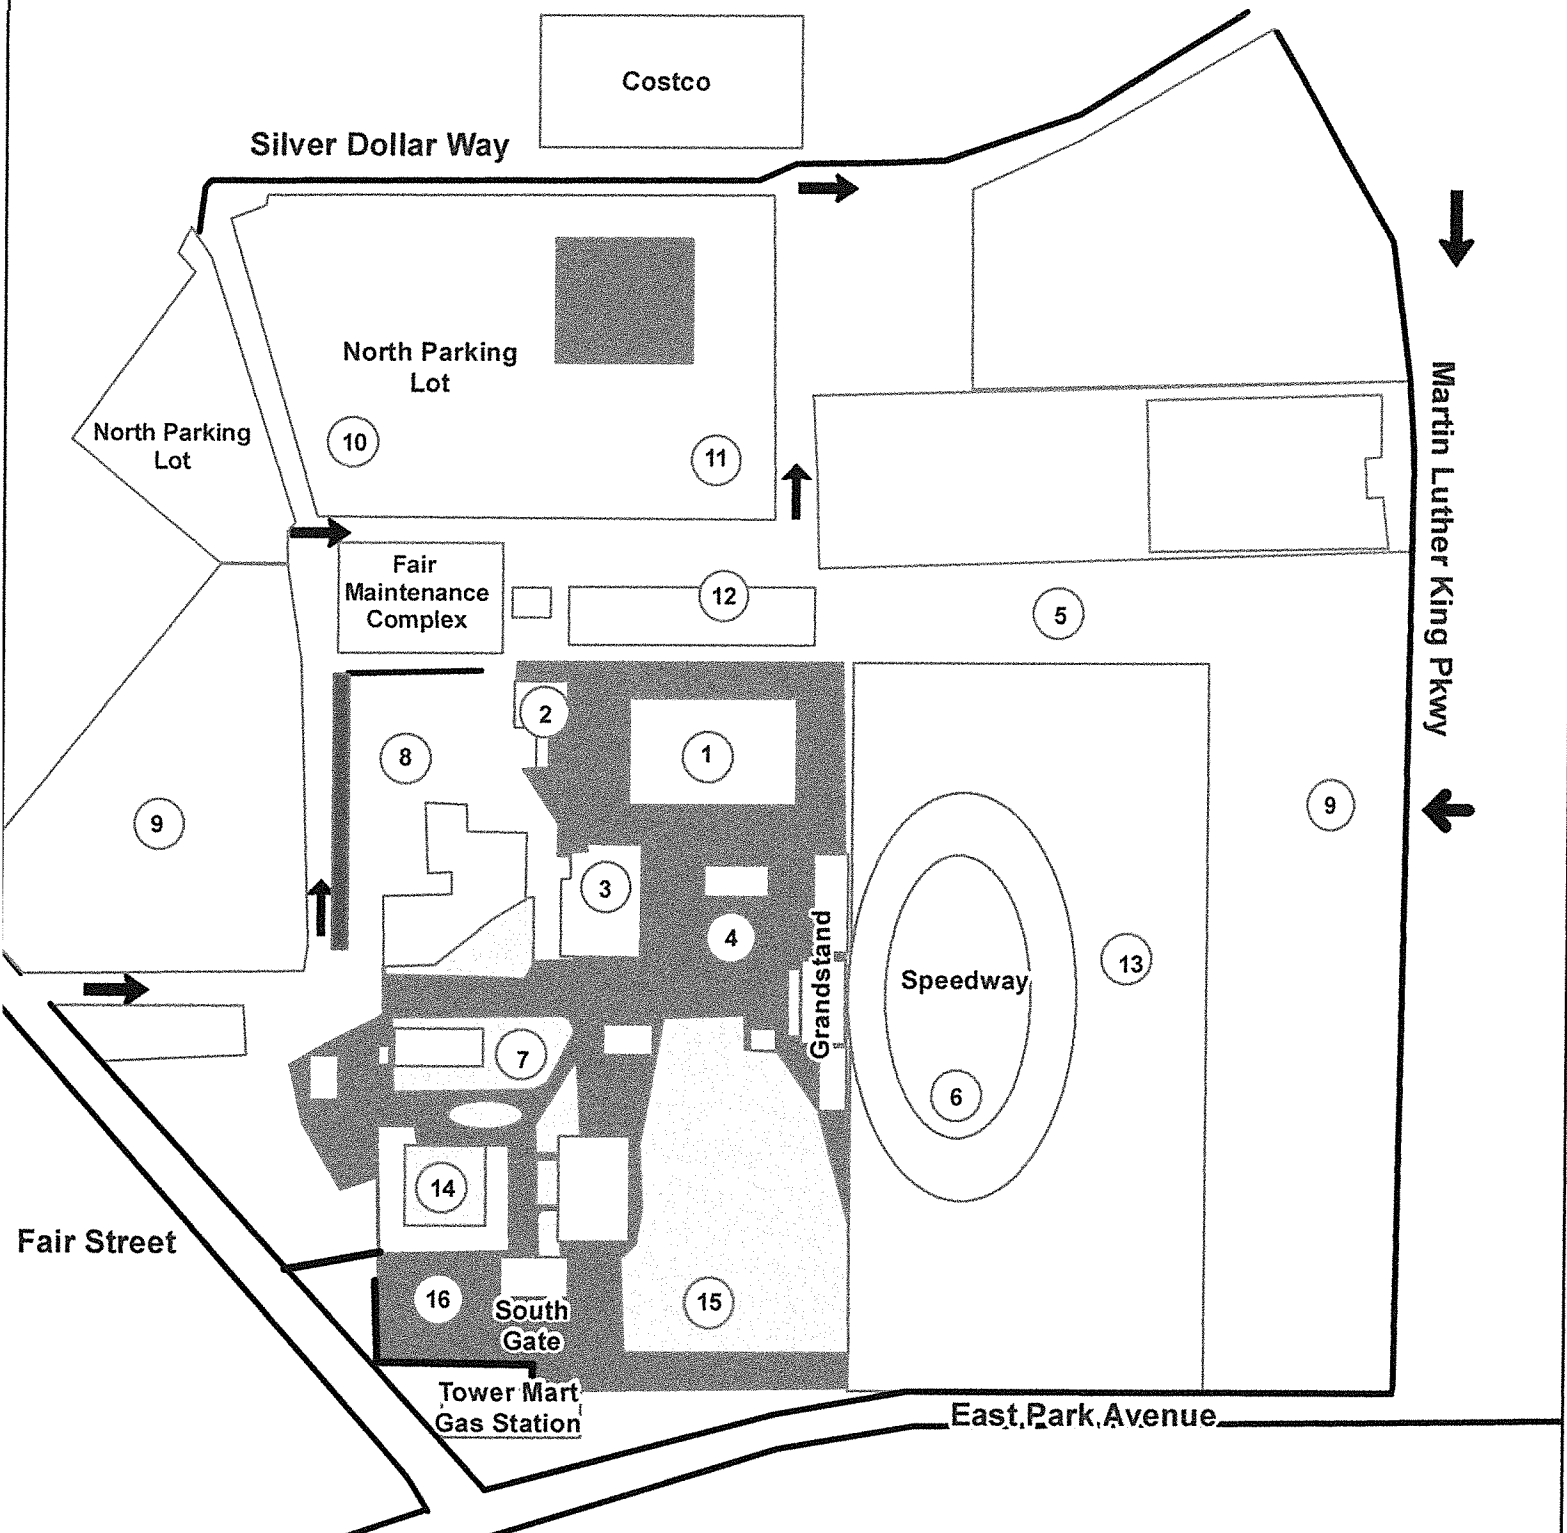 Costco
Silver Dollar Way
North Parking
Lot
North Parking
Lot
10
11
Martin Luther King Pkwy
Fair
Maintenance
Complex
12
5
2
1
8
9
9
3
4
Grandstand
Speedway
13
7
6
14
Fair Street
16
15
South
Gate
Tower Mart
Gas Station
East Park Avenue